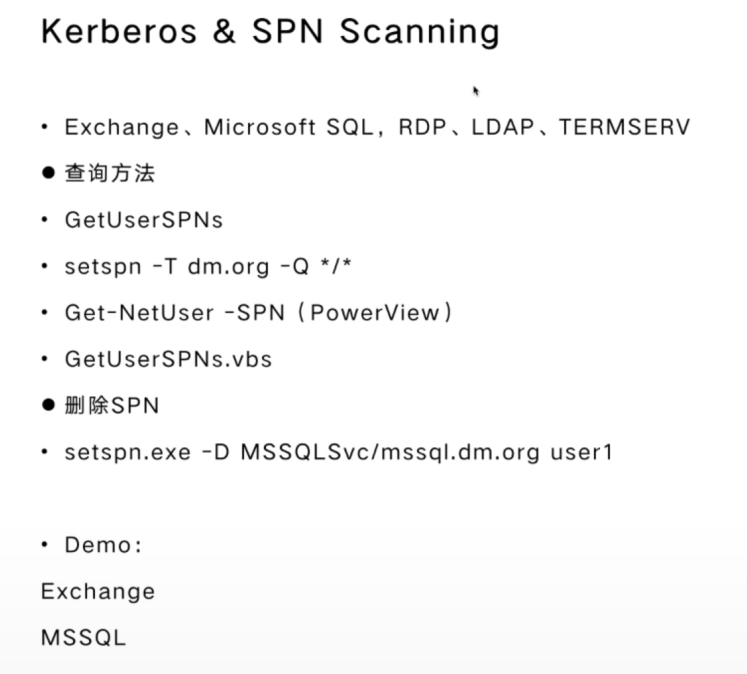 Kerberos & SPN Scanning
• Exchange、Microsoft SQL，RDP、LDAP、TERMSERV
● 查询方法
• GetUserSPNs
• setspn -T dm.org -Q */*
• Get-NetUser -SPN（PowerView）
• GetUserSPNs.vbs
● 删除SPN
• setspn.exe -D MSSQLSvc/mssql.dm.org user1
• Demo：
Exchange
MSSQL